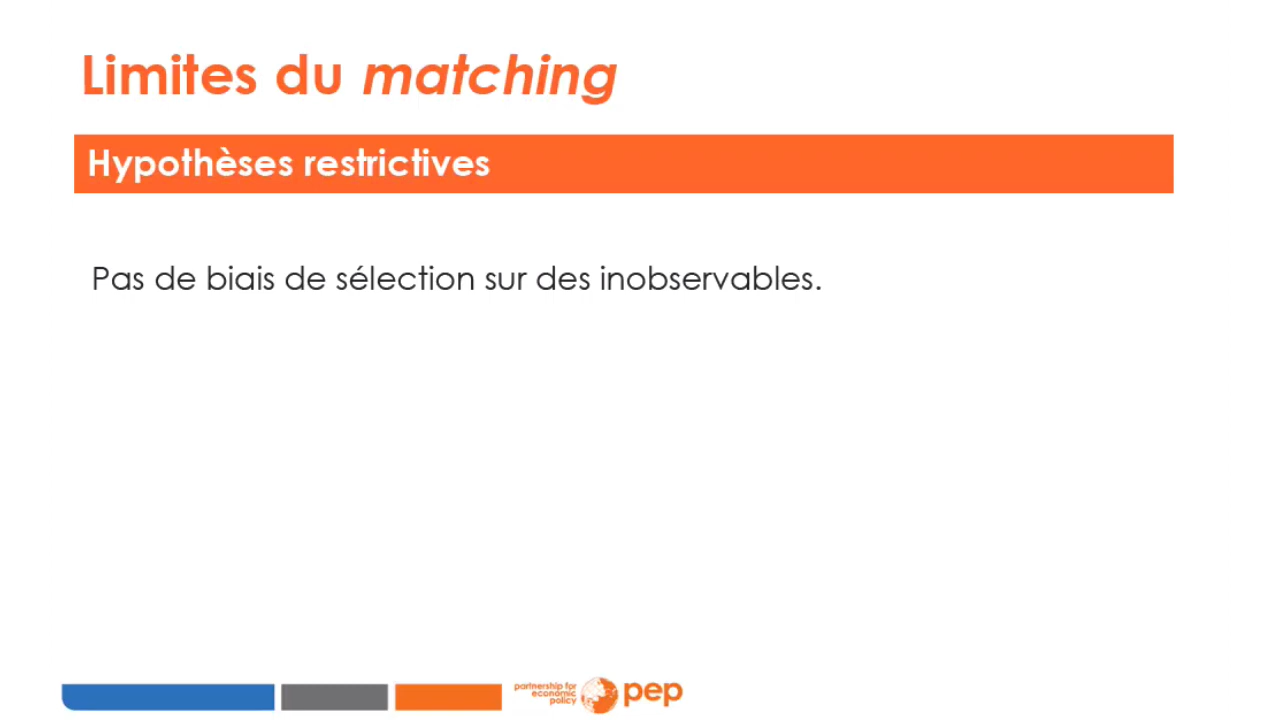 Limites du matching
Hypothèses restrictives
Pas de biais de sélection sur des inobservables.
partnership for
economic
policy
pep